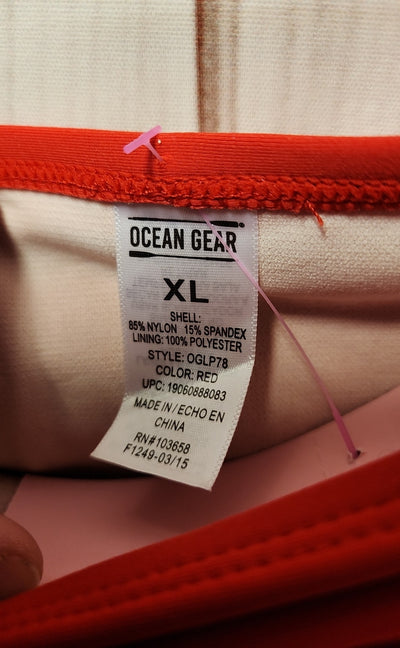 OCEAN GEAR®
XL
SHELL:
85% NYLON 15% SPANDEX
LINING: 100% POLYESTER
STYLE: OGLP78
COLOR: RED
UPC: 19060888083
MADE IN / ECHO EN
CHINA
RN#103658
F1249-03/15